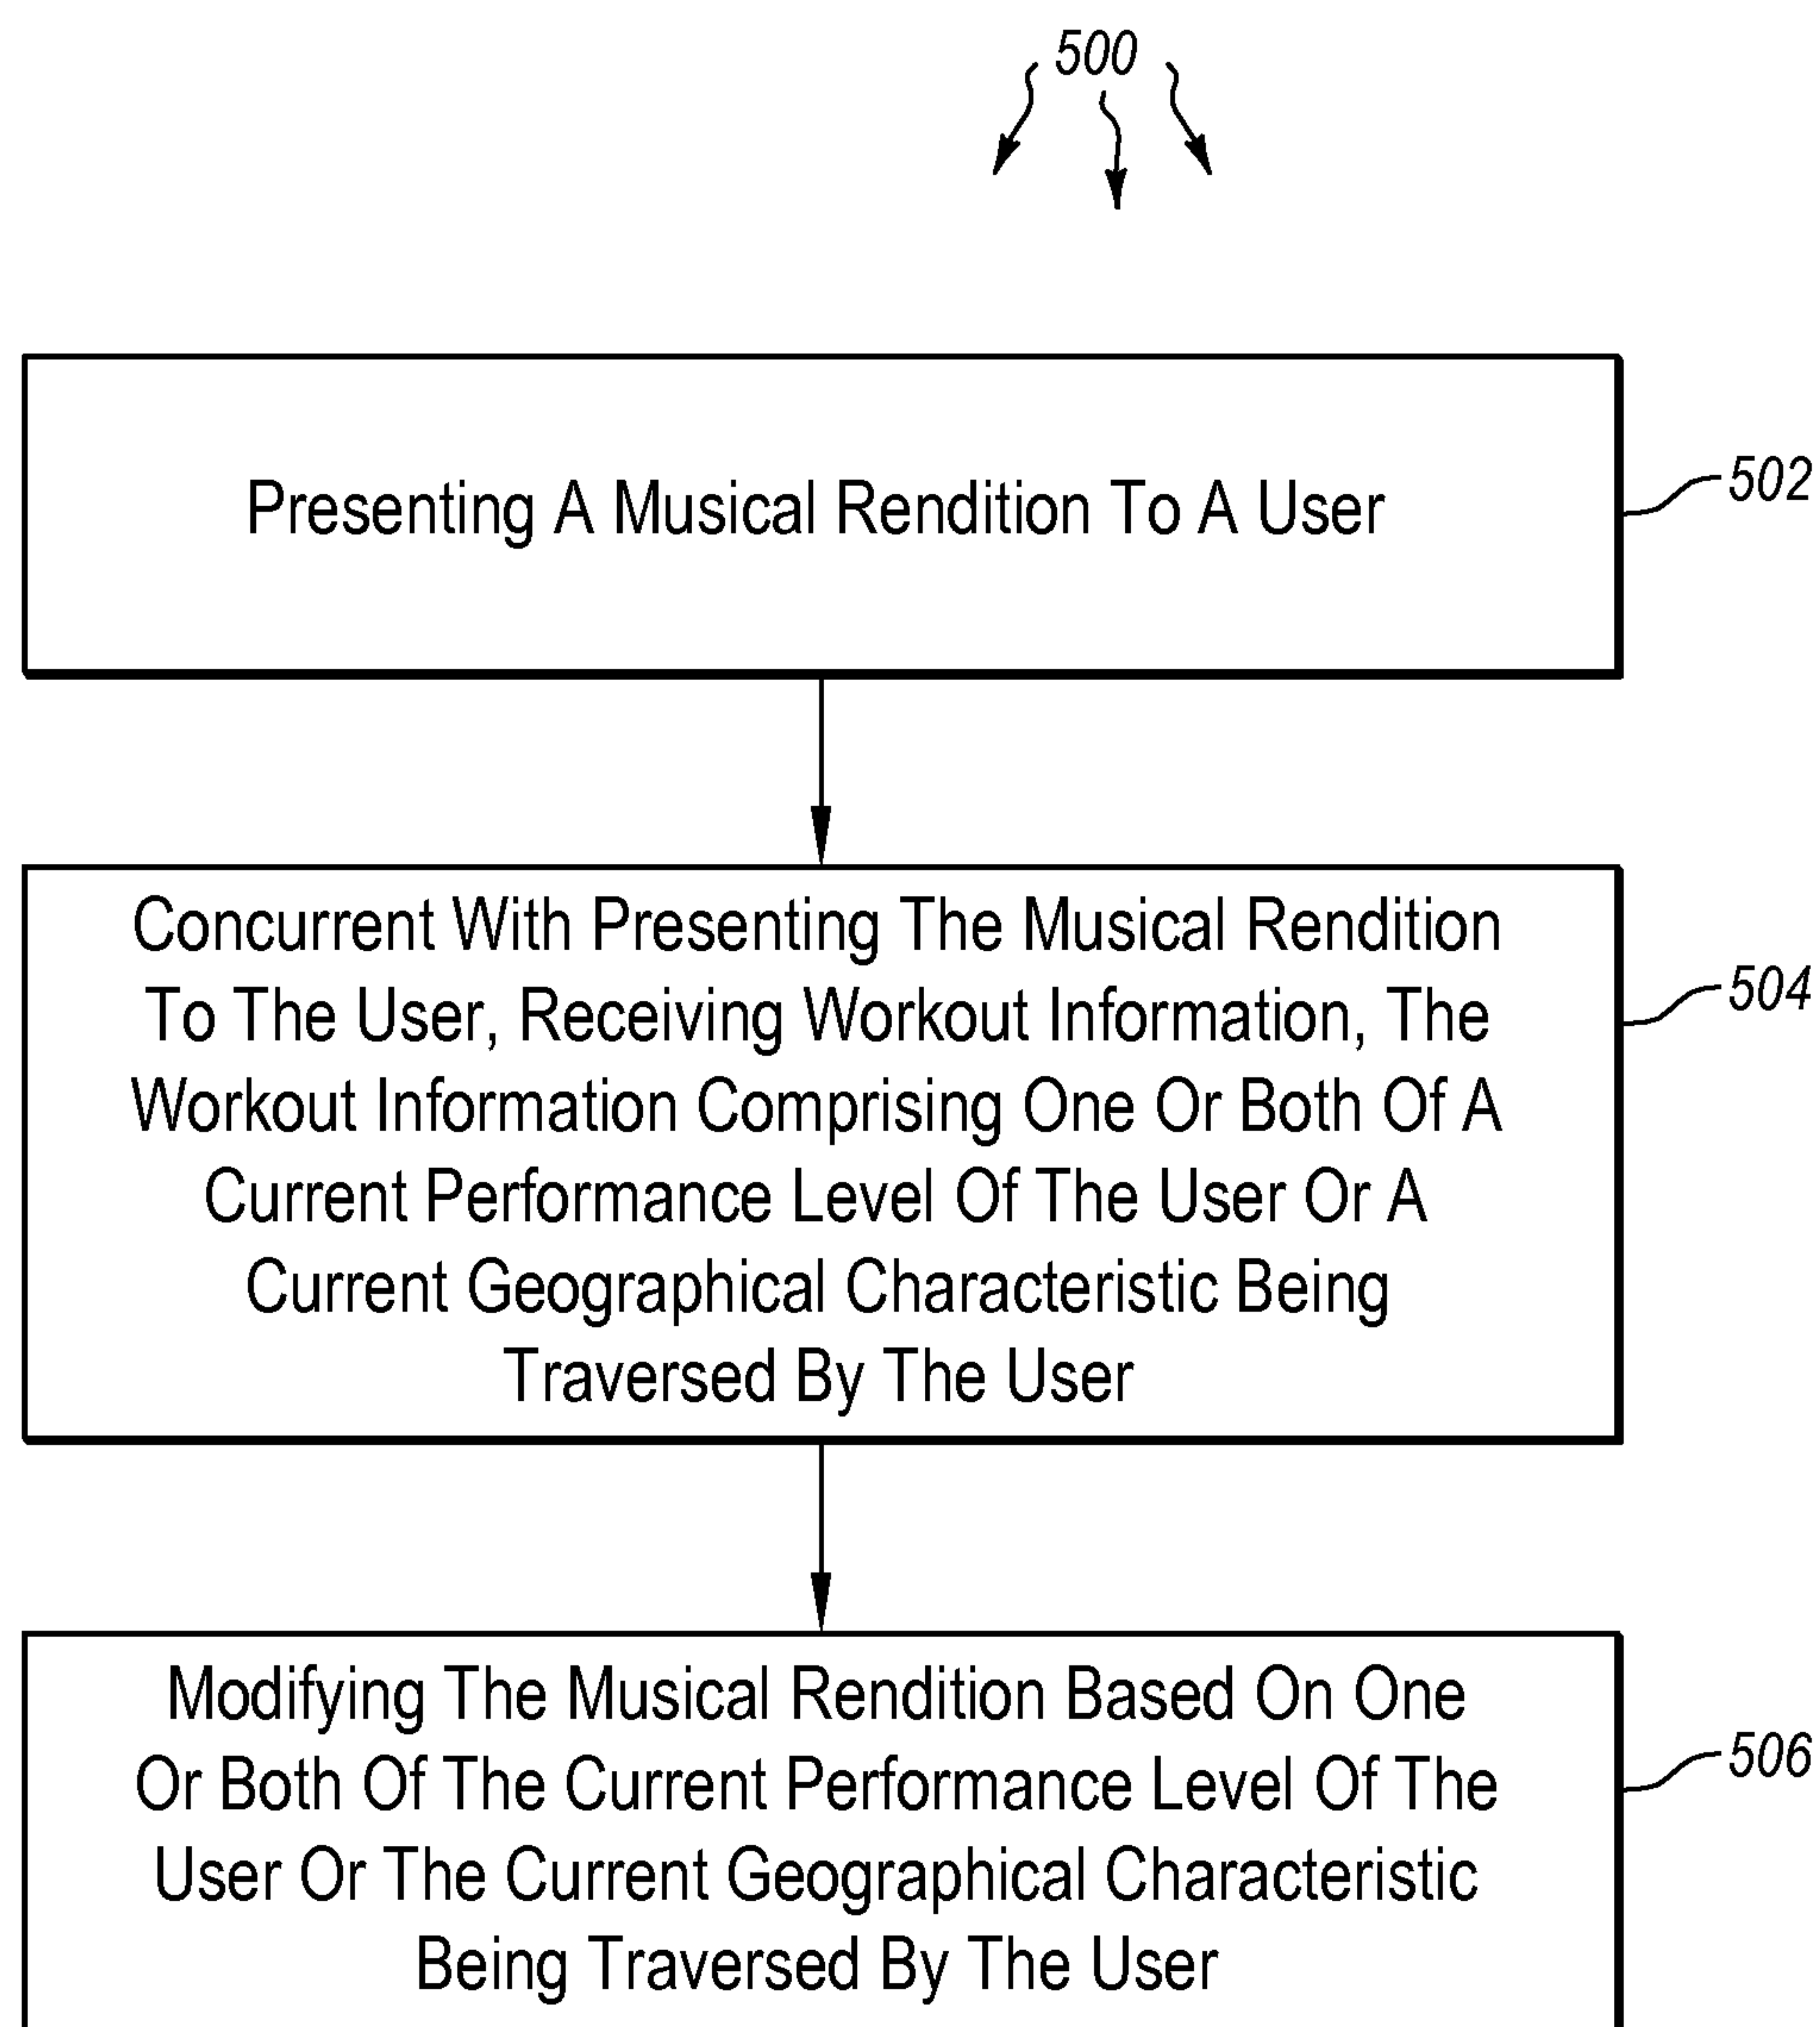 500
Presenting A Musical Rendition To A User
502
Concurrent With Presenting The Musical Rendition
To The User, Receiving Workout Information, The
Workout Information Comprising One Or Both Of A
Current Performance Level Of The User Or A
Current Geographical Characteristic Being
Traversed By The User
504
Modifying The Musical Rendition Based On One
Or Both Of The Current Performance Level Of The
User Or The Current Geographical Characteristic
Being Traversed By The User
506